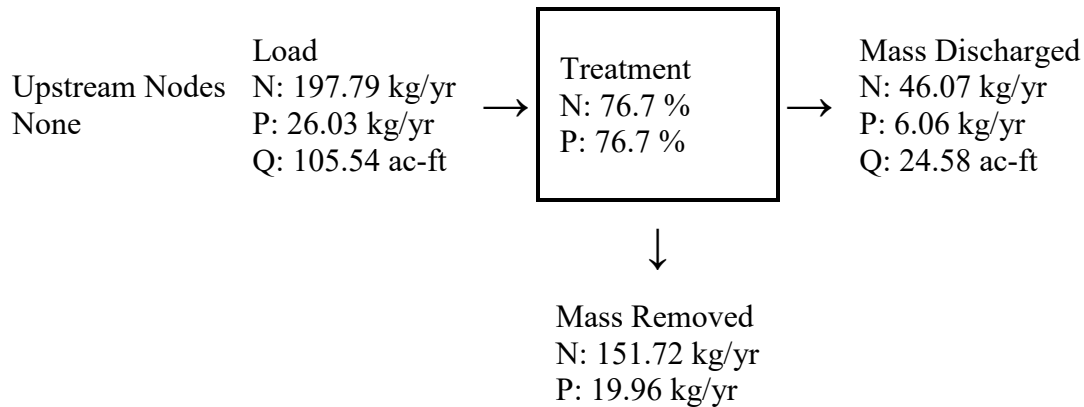 Upstream Nodes
None
Load
N: 197.79 kg/yr
P: 26.03 kg/yr
Q: 105.54 ac-ft
→
Treatment
N: 76.7 %
P: 76.7 %
→
Mass Discharged
N: 46.07 kg/yr
P: 6.06 kg/yr
Q: 24.58 ac-ft
↓
Mass Removed
N: 151.72 kg/yr
P: 19.96 kg/yr